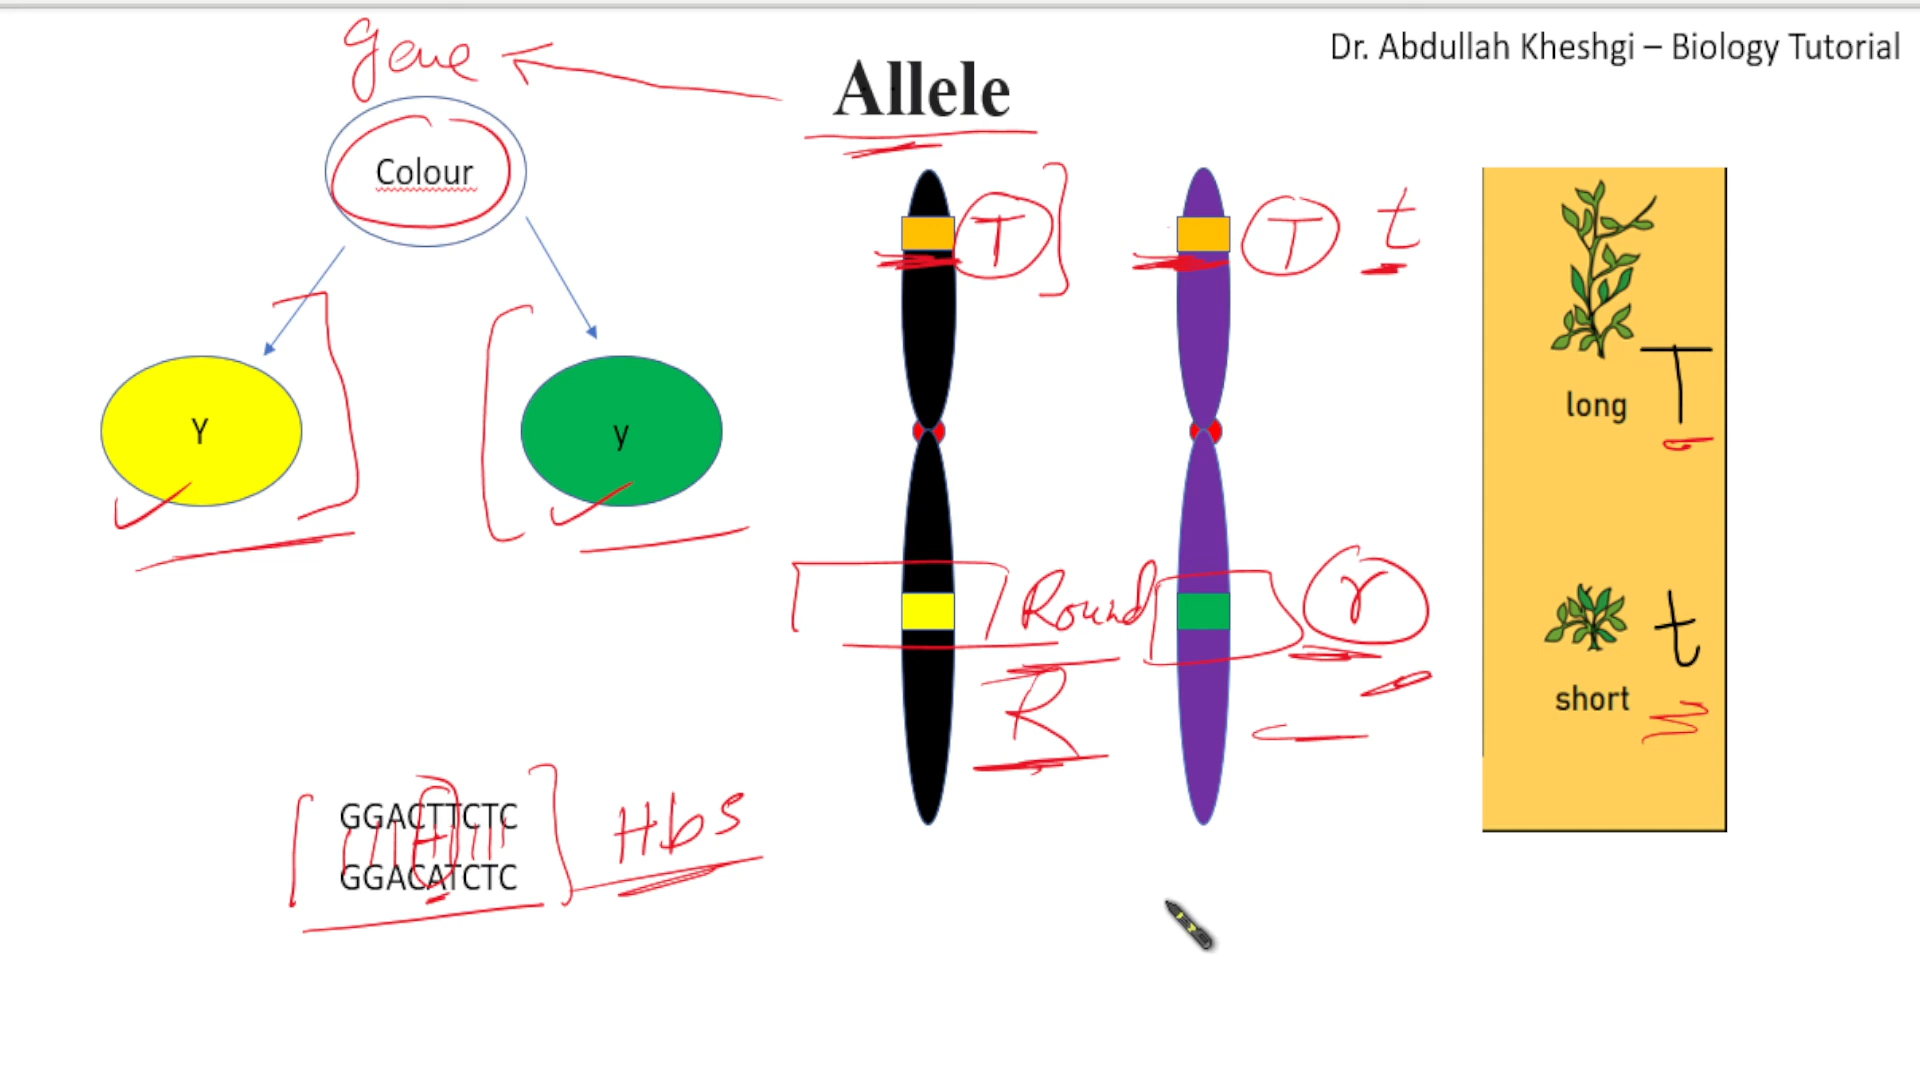 Dr. Abdullah Kheshgi – Biology Tutorial
gene
Allele
Colour
T
T
t
long
T
Y
y
Round
r
R
t
short
GGACTTCTC
GGACATCTC
Hbs